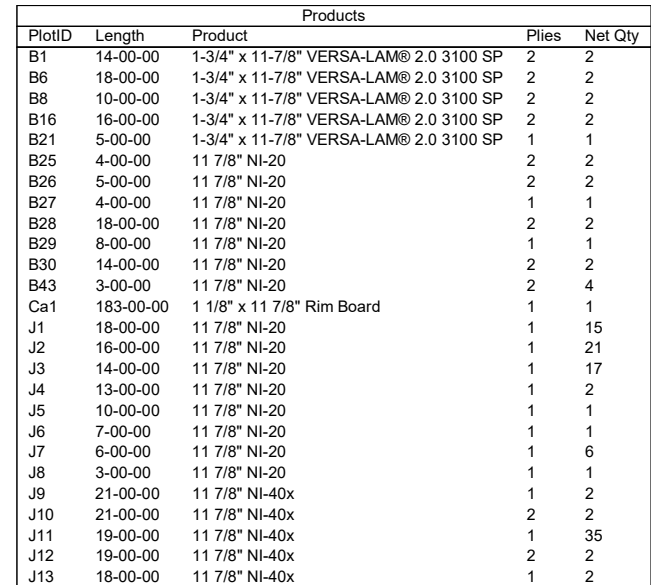 Products
PlotID Length Product Plies Net Qty
B1 14-00-00 1-3/4" x 11-7/8" VERSA-LAM® 2.0 3100 SP 2 2
B6 18-00-00 1-3/4" x 11-7/8" VERSA-LAM® 2.0 3100 SP 2 2
B8 10-00-00 1-3/4" x 11-7/8" VERSA-LAM® 2.0 3100 SP 2 2
B16 16-00-00 1-3/4" x 11-7/8" VERSA-LAM® 2.0 3100 SP 2 2
B21 5-00-00 1-3/4" x 11-7/8" VERSA-LAM® 2.0 3100 SP 1 1
B25 4-00-00 11 7/8" NI-20 2 2
B26 5-00-00 11 7/8" NI-20 2 2
B27 4-00-00 11 7/8" NI-20 1 1
B28 18-00-00 11 7/8" NI-20 2 2
B29 8-00-00 11 7/8" NI-20 1 1
B30 14-00-00 11 7/8" NI-20 2 2
B43 3-00-00 11 7/8" NI-20 2 4
Ca1 183-00-00 1 1/8" x 11 7/8" Rim Board 1 1
J1 18-00-00 11 7/8" NI-20 1 15
J2 16-00-00 11 7/8" NI-20 1 21
J3 14-00-00 11 7/8" NI-20 1 17
J4 13-00-00 11 7/8" NI-20 1 2
J5 10-00-00 11 7/8" NI-20 1 1
J6 7-00-00 11 7/8" NI-20 1 1
J7 6-00-00 11 7/8" NI-20 1 6
J8 3-00-00 11 7/8" NI-20 1 1
J9 21-00-00 11 7/8" NI-40x 1 2
J10 21-00-00 11 7/8" NI-40x 2 2
J11 19-00-00 11 7/8" NI-40x 1 35
J12 19-00-00 11 7/8" NI-40x 2 2
J13 18-00-00 11 7/8" NI-40x 1 2